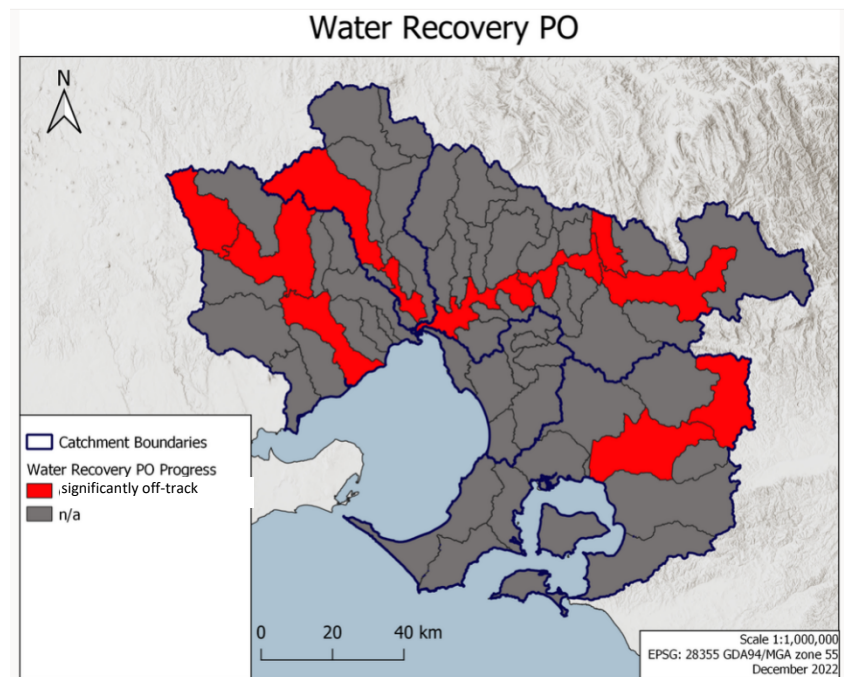 Water Recovery PO
N
Catchment Boundaries
Water Recovery PO Progress
significantly off-track
n/a
0 20 40 km
Scale 1:1,000,000
EPSG: 28355 GDA94/MGA zone 55
December 2022